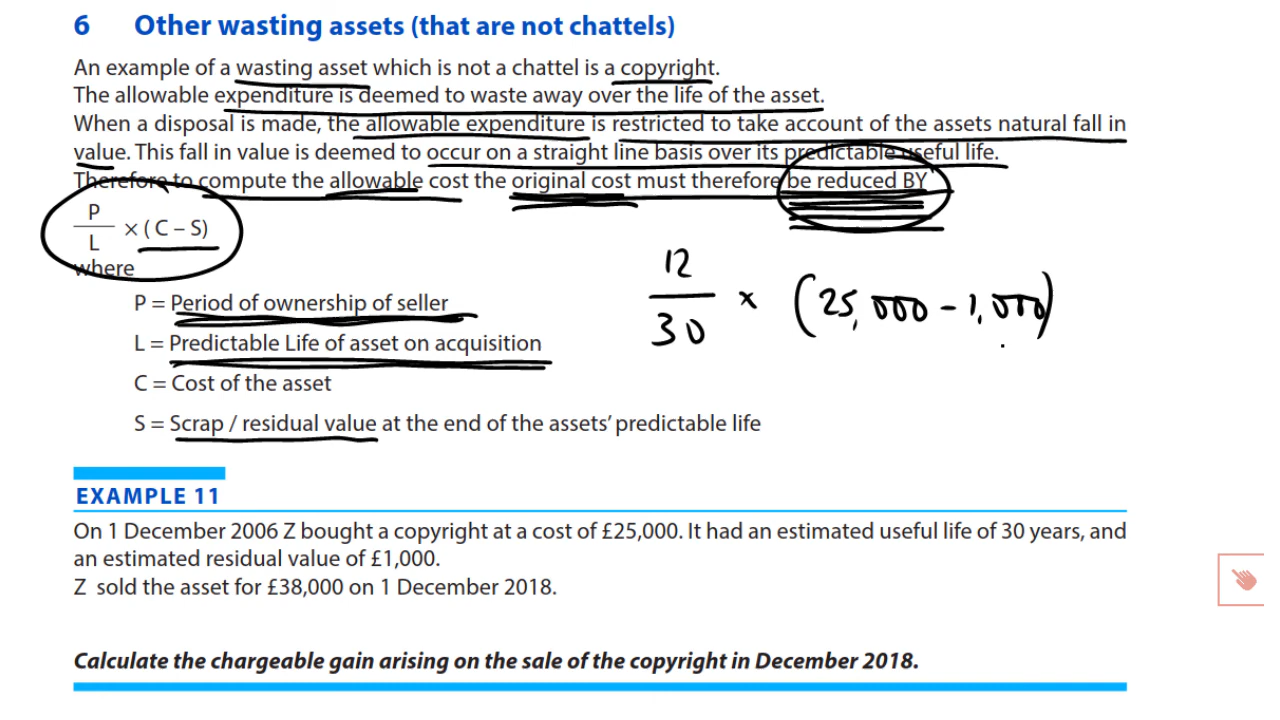 6 Other wasting assets (that are not chattels)
An example of a wasting asset which is not a chattel is a copyright.
The allowable expenditure is deemed to waste away over the life of the asset.
When a disposal is made, the allowable expenditure is restricted to take account of the assets natural fall in
value. This fall in value is deemed to occur on a straight line basis over its predictable useful life.
Therefore to compute the allowable cost the original cost must therefore be reduced BY
P
L
× ( C – S)
where
12
30
× (25,000 - 1,000)
P = Period of ownership of seller
L = Predictable Life of asset on acquisition
C = Cost of the asset
S = Scrap / residual value at the end of the assets’ predictable life
EXAMPLE 11
On 1 December 2006 Z bought a copyright at a cost of £25,000. It had an estimated useful life of 30 years, and
an estimated residual value of £1,000.
Z sold the asset for £38,000 on 1 December 2018.
Calculate the chargeable gain arising on the sale of the copyright in December 2018.